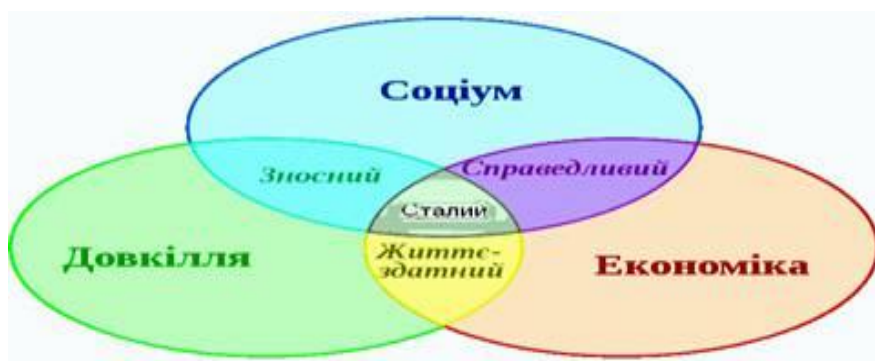 Соціум
Зносний
Справедливий
Сталий
Довкілля
Життє-
здатний
Економіка